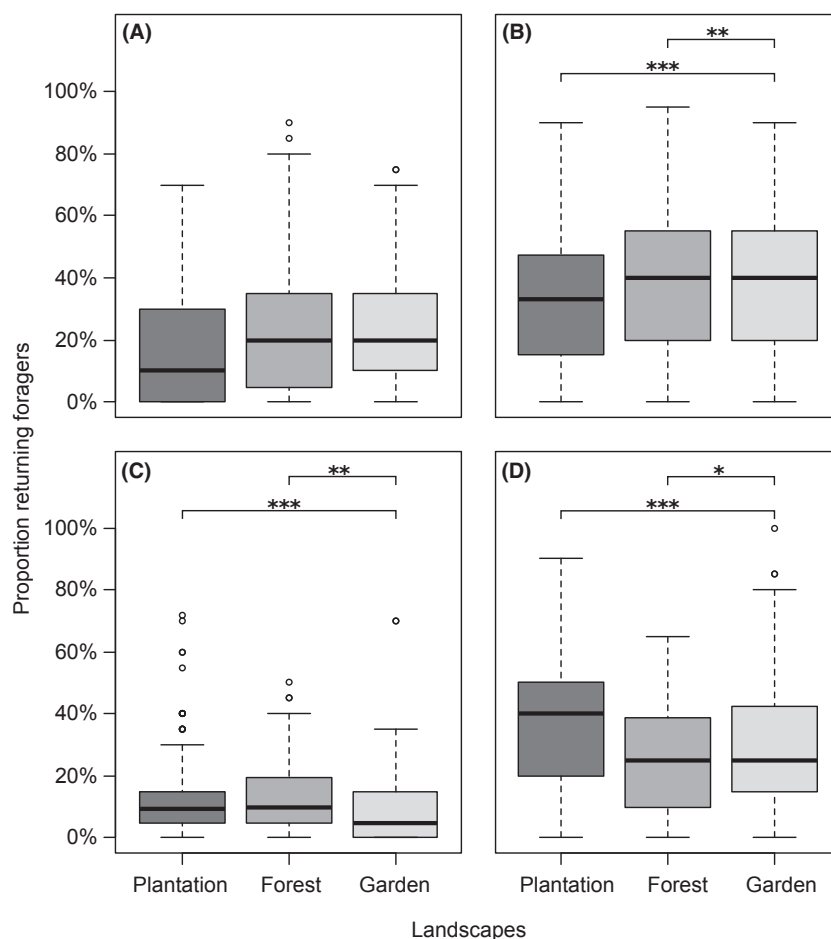 (A)
(B)
**
***
100%
80%
60%
40%
20%
0%
(C)
(D)
**
***
*
***
100%
80%
60%
40%
20%
0%
Proportion returning foragers
Plantation Forest Garden
Plantation Forest Garden
Landscapes